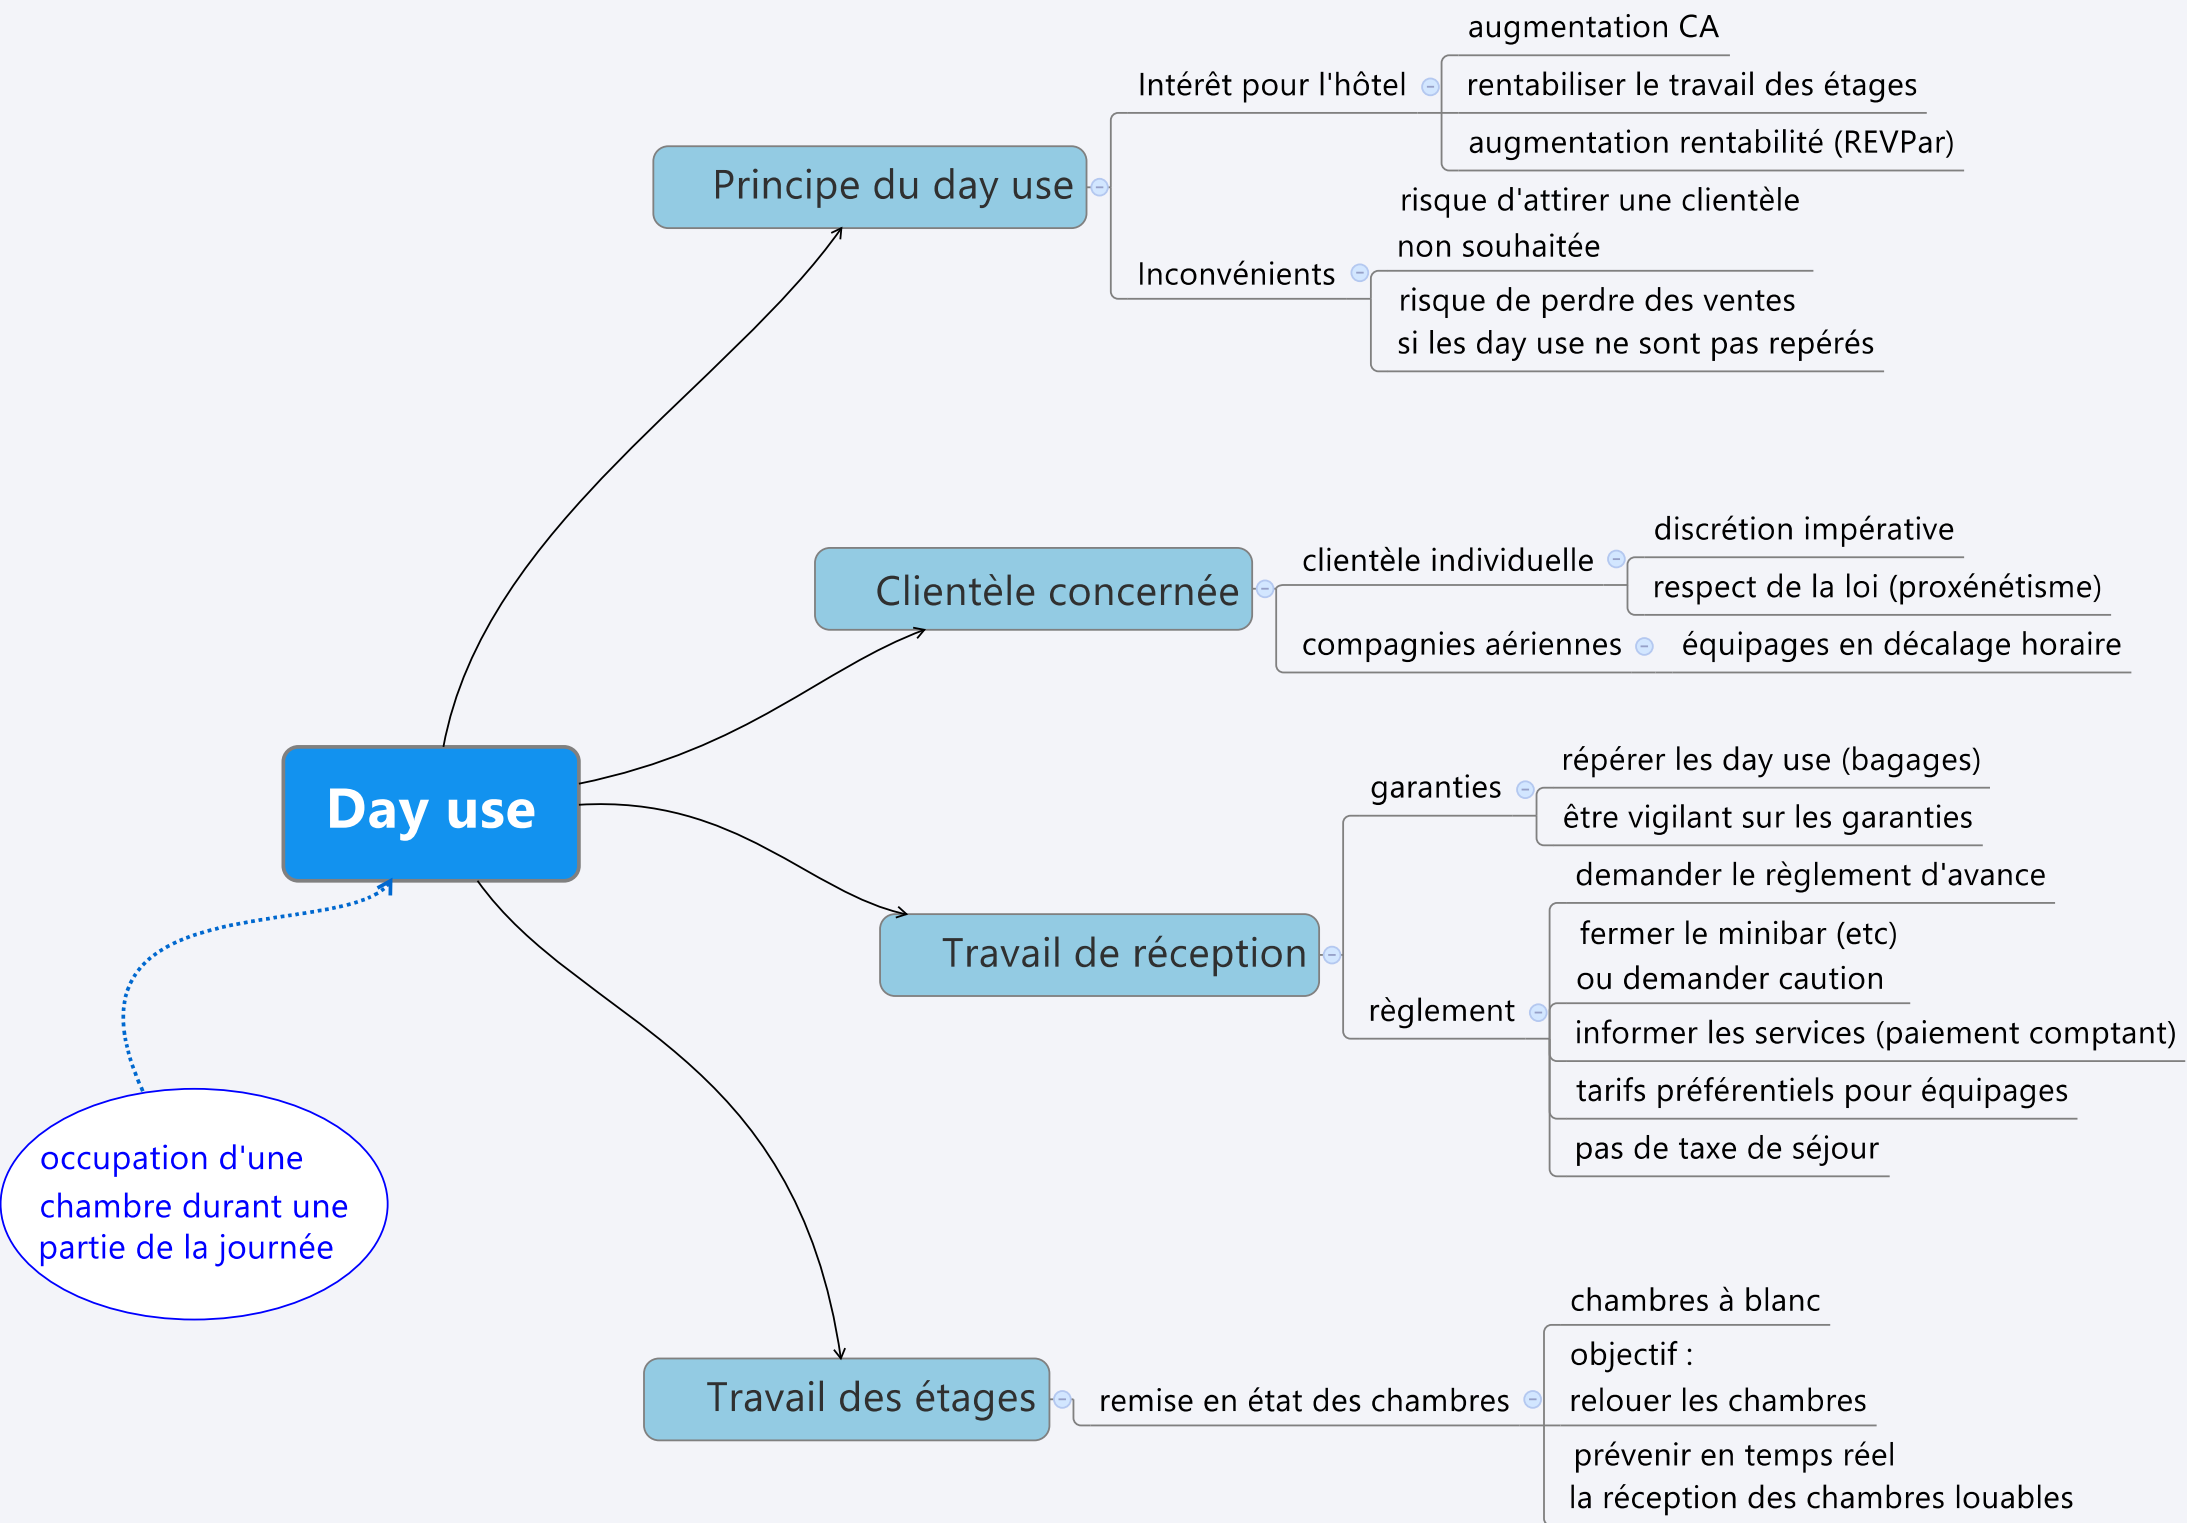 augmentation CA
Intérêt pour l'hôtel
rentabiliser le travail des étages
augmentation rentabilité (REVPar)
Principe du day use
risque d'attirer une clientèle
non souhaitée
Inconvénients
risque de perdre des ventes
si les day use ne sont pas repérés
discrétion impérative
clientèle individuelle
respect de la loi (proxénétisme)
Clientèle concernée
compagnies aériennes
équipages en décalage horaire
Day use
répérer les day use (bagages)
garanties
être vigilant sur les garanties
demander le règlement d'avance
Travail de réception
fermer le minibar (etc)
ou demander caution
règlement
informer les services (paiement comptant)
tarifs préférentiels pour équipages
pas de taxe de séjour
occupation d'une
chambre durant une
partie de la journée
chambres à blanc
Travail des étages
remise en état des chambres
objectif :
relouer les chambres
prévenir en temps réel
la réception des chambres louables